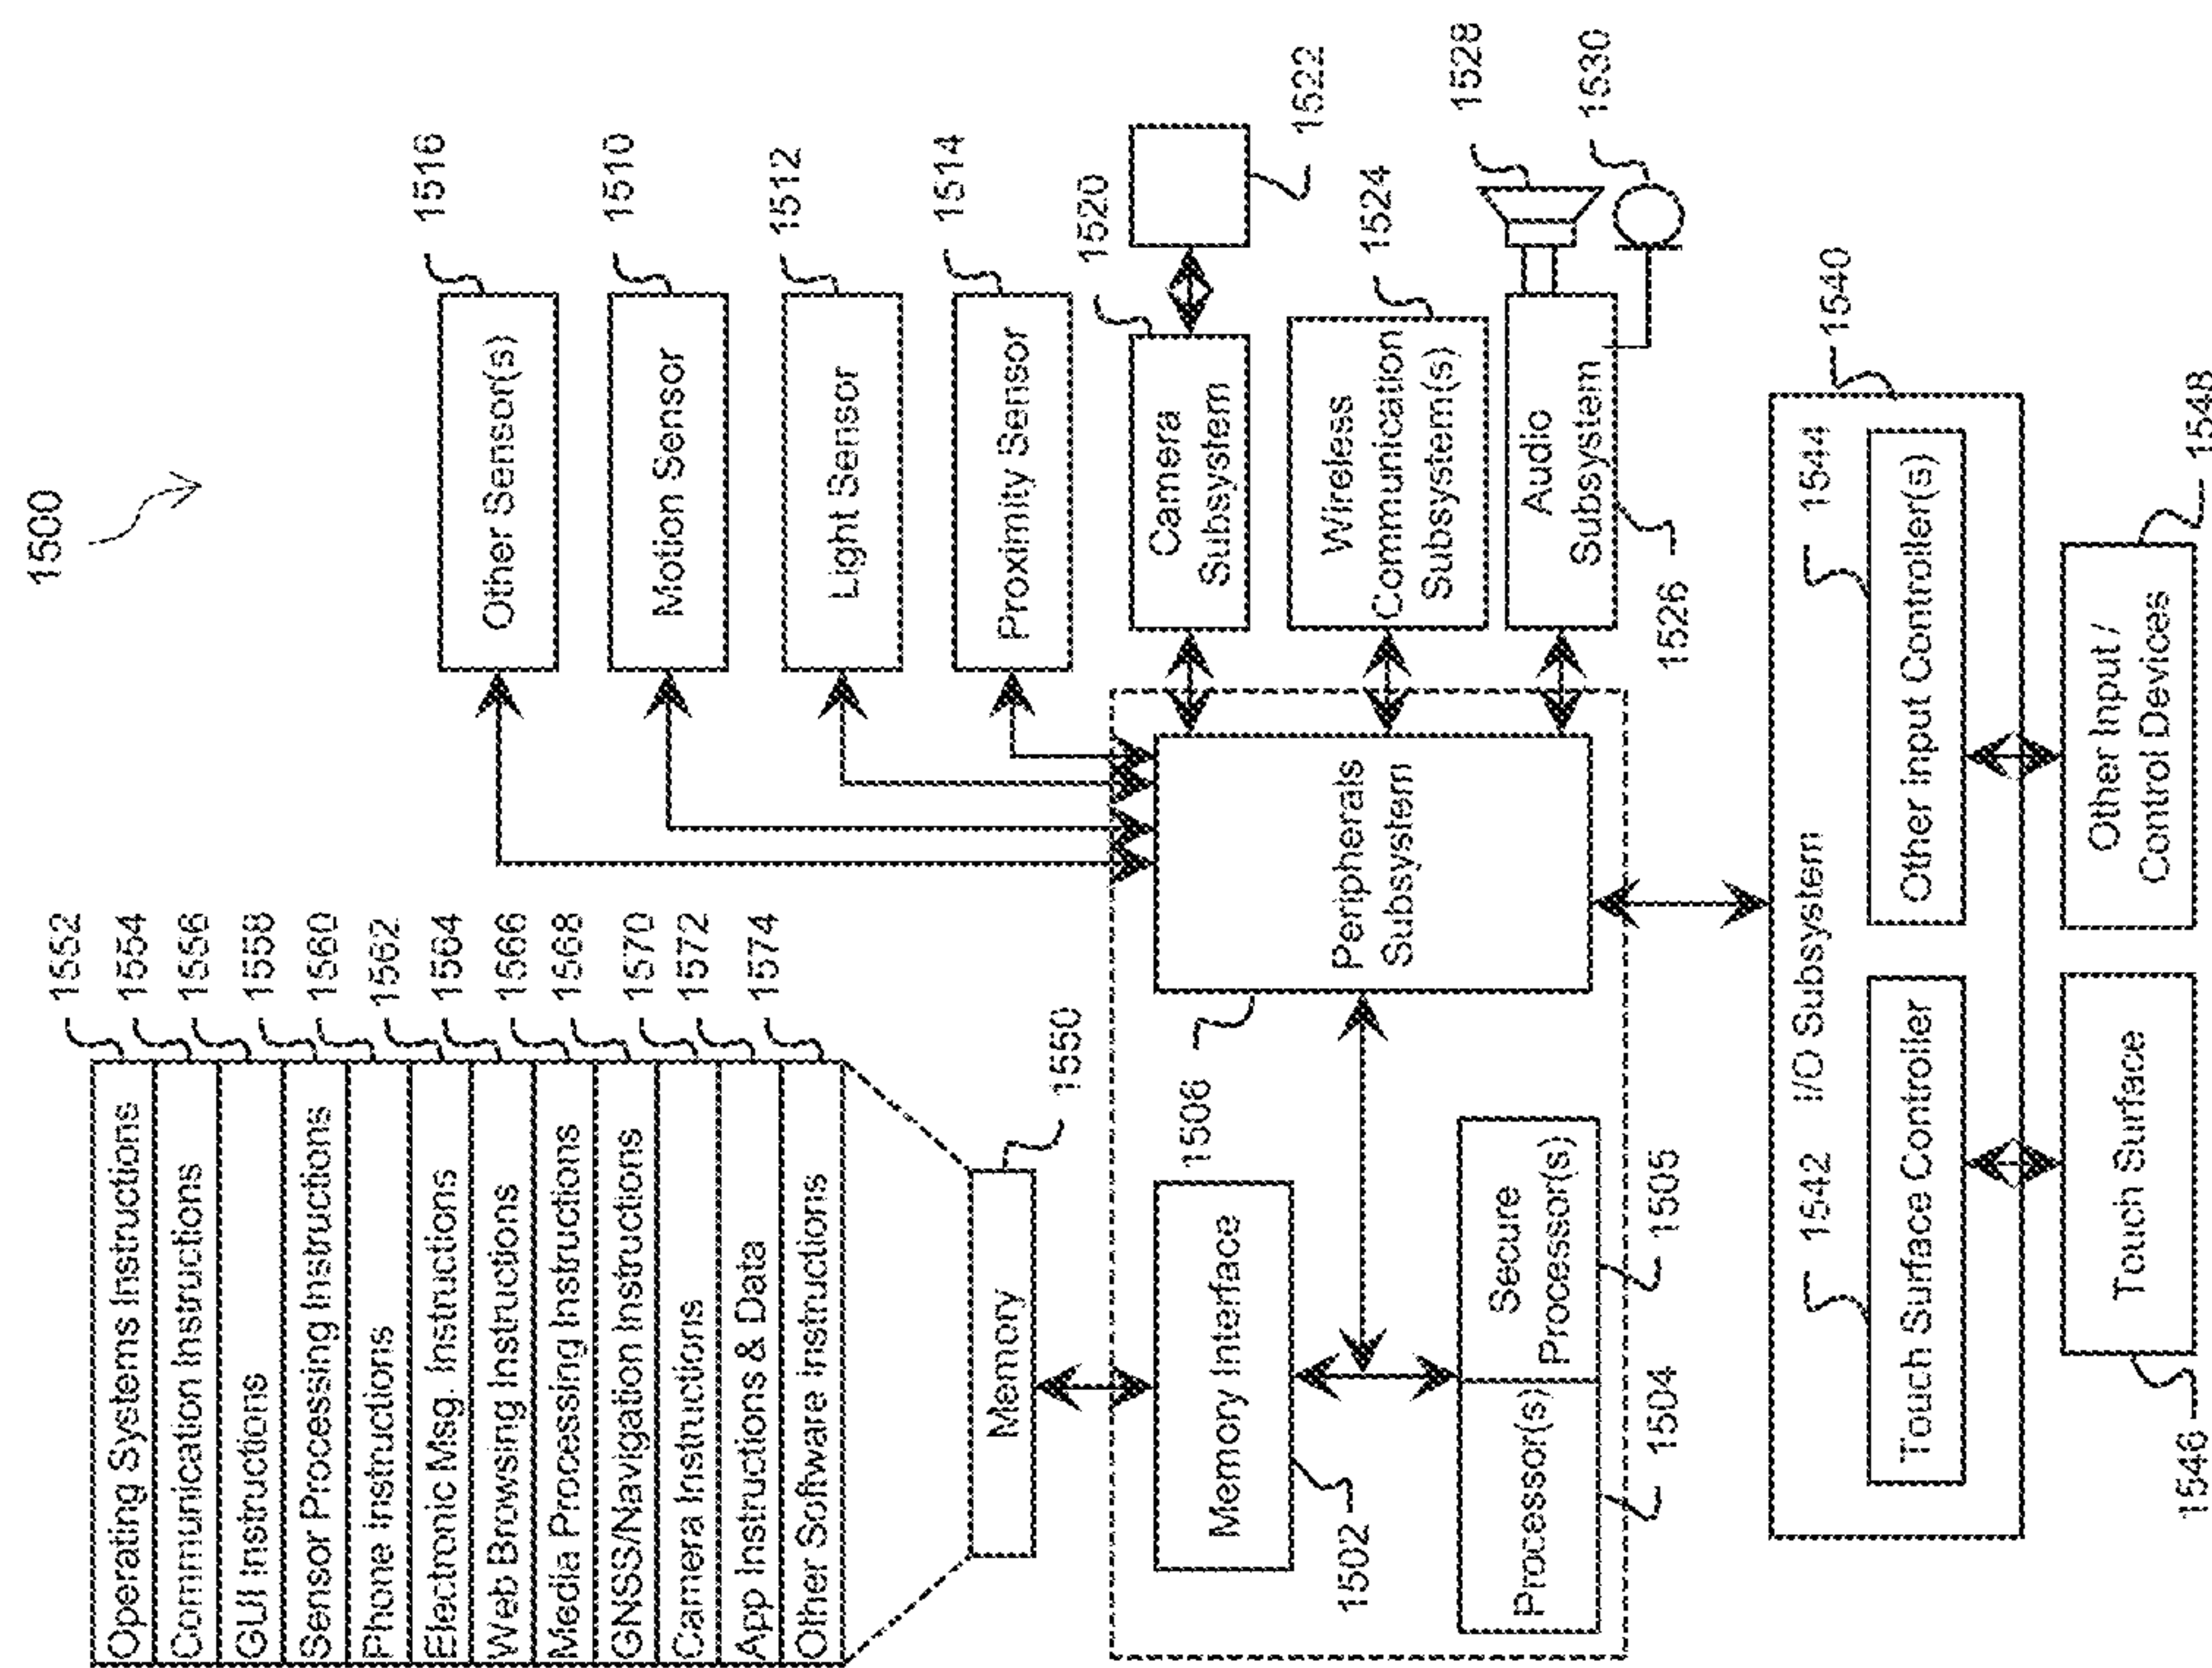 1500
Operating Systems Instructions
1552
Communication Instructions
1554
GUI Instructions
1556
Sensor Processing Instructions
1558
Phone Instructions
1560
Electronic Msg. Instructions
1562
Web Browsing Instructions
1564
Media Processing Instructions
1566
GNSS/Navigation Instructions
1568
Camera Instructions
1570
App Instructions & Data
1572
Other Software Instructions
1574
Other Sensor(s)
1516
Motion Sensor
1510
Light Sensor
1512
Proximity Sensor
1514
Memory
1550
Memory Interface
1502
Processor(s)
1504
Secure
Processor(s)
1505
1506
Peripherals
Subsystem
Camera
Subsystem
1520
1522
Wireless
Communication
Subsystem(s)
1524
Audio
Subsystem
1526
1528
1530
I/O Subsystem
1540
1542
Touch Surface Controller
1544
Other Input Controller(s)
Touch Surface
1546
Other Input /
Control Devices
1548